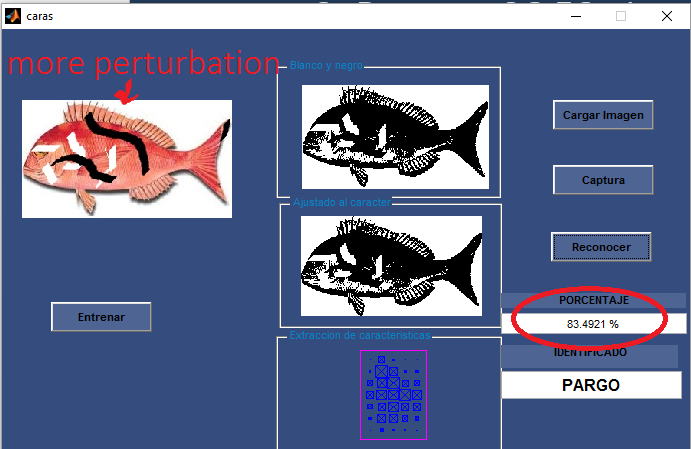 caras
more perturbation
Blanco y negro
Cargar Imagen
Captura
Ajustado al caracter
Reconocer
PORCENTAJE
83.4921 %
Entrenar
Extraccion de caracteristicas
IDENTIFICADO
PARGO